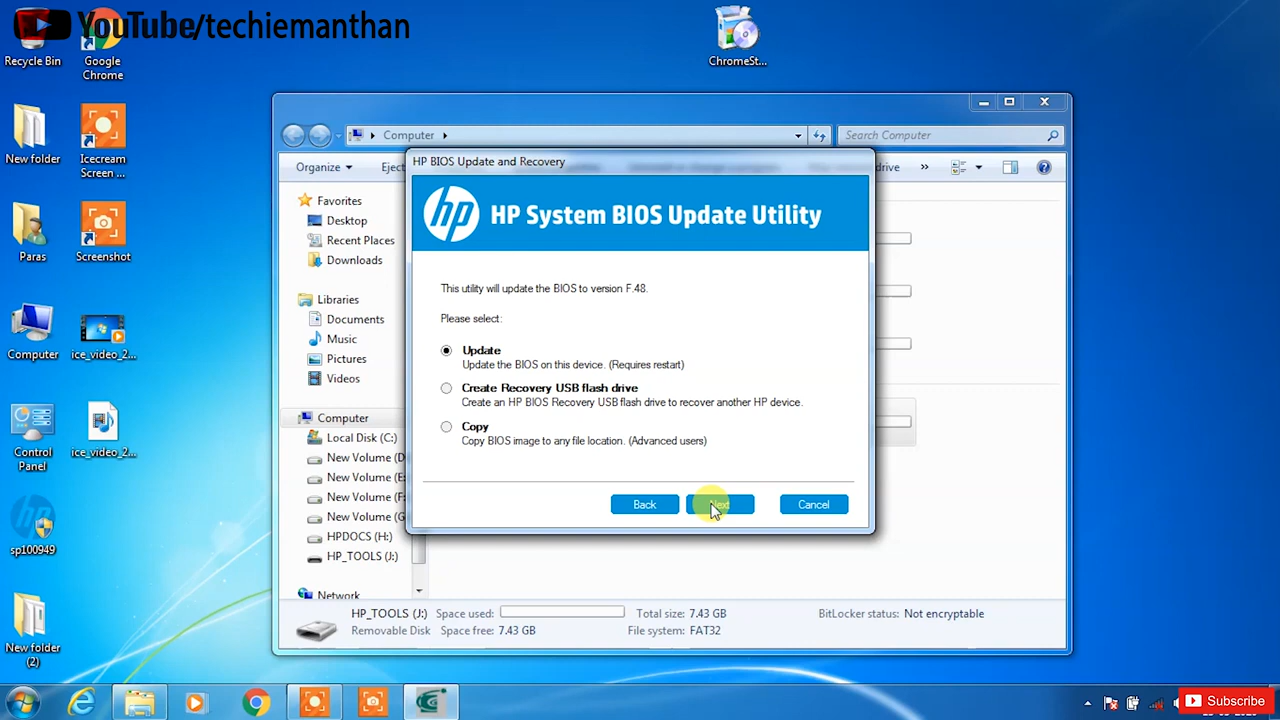 YouTube/techiemanthan
Recycle Bin
Google
Chrome
ChromeSt...
New folder
Icecream
Screen ...
Paras
Screenshot
Computer
ice_video_2...
Control
Panel
ice_video_2...
sp100949
New folder
(2)
Computer
Search Computer
Organize
Eject
drive
»
Favorites
Desktop
Recent Places
Downloads
Libraries
Documents
Music
Pictures
Videos
Computer
Local Disk (C:)
New Volume (D
New Volume (E:
New Volume (F:
New Volume (G
HPDOCS (H:)
HP_TOOLS (J:)
Network
HP BIOS Update and Recovery
hp
HP System BIOS Update Utility
This utility will update the BIOS to version F.48.
Please select:
Update
Update the BIOS on this device. (Requires restart)
Create Recovery USB flash drive
Create an HP BIOS Recovery USB flash drive to recover another HP device.
Copy
Copy BIOS image to any file location. (Advanced users)
Back
Next
Cancel
HP_TOOLS (J:) Space used: Total size: 7.43 GB BitLocker status: Not encryptable
Removable Disk Space free: 7.43 GB File system: FAT32
Subscribe